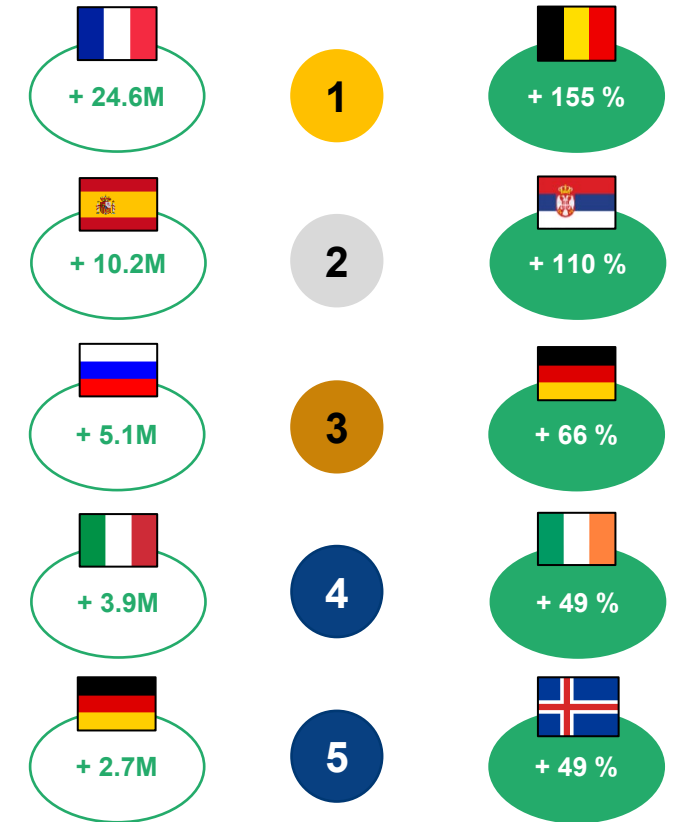 + 24.6M
1
+ 155 %
+ 10.2M
2
+ 110 %
+ 5.1M
3
+ 66 %
+ 3.9M
4
+ 49 %
+ 2.7M
5
+ 49 %